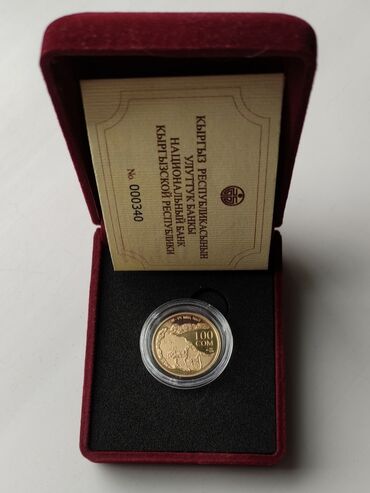 КЫРГЫЗ РЕСПУБЛИКАСЫНЫН
УЛУТТУК БАНКЫ
НАЦИОНАЛЬНЫЙ БАНК
КЫРГЫЗСКОЙ РЕСПУБЛИКИ
№ 000340
100
СОМ